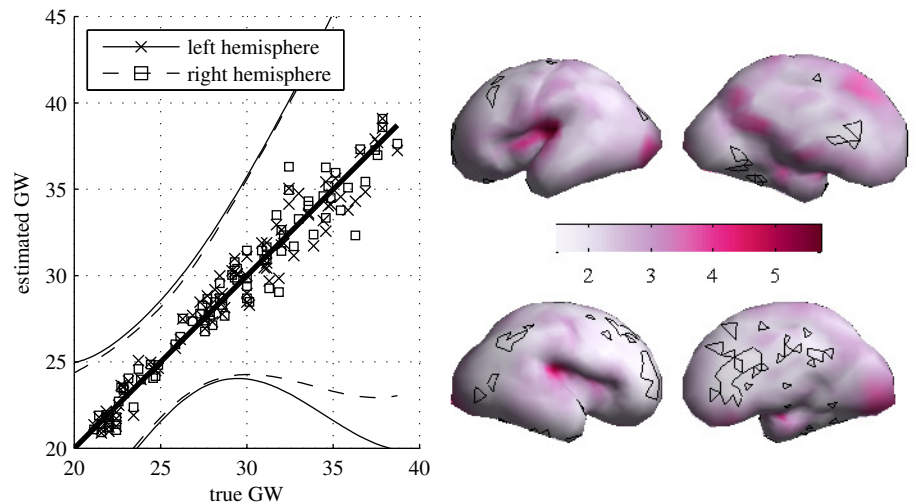 45
40
35
30
25
20
estimated GW
left hemisphere
right hemisphere
20 25 30 35 40
true GW
2 3 4 5